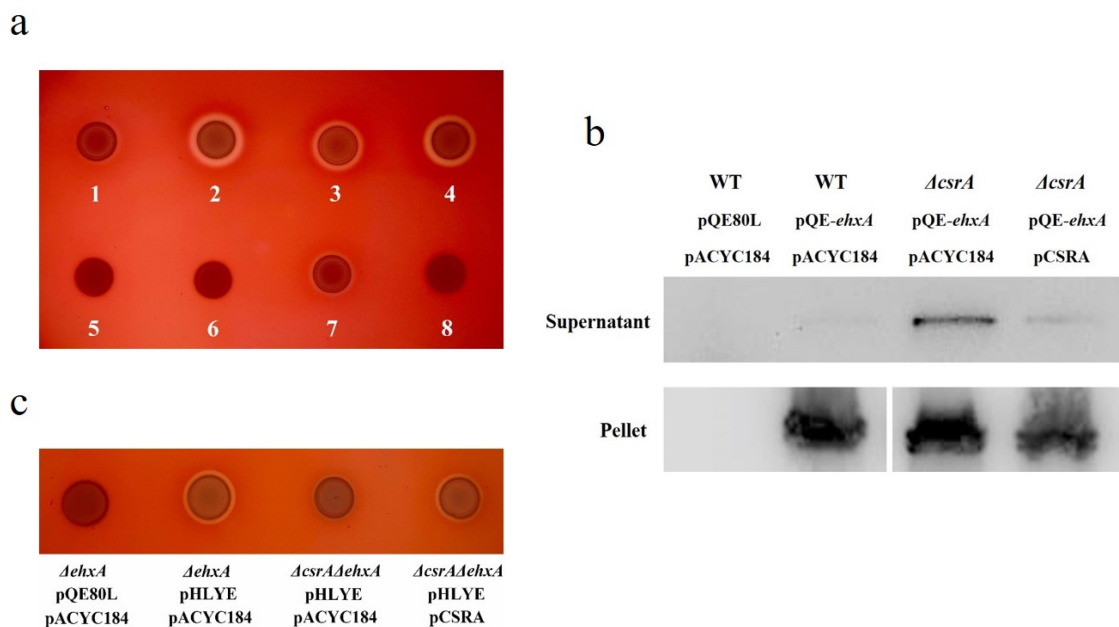 a
1 2 3 4
5 6 7 8
b
WT WT ΔcsrA ΔcsrA
pQE80L pQE-ehxA pQE-ehxA pQE-ehxA
pACYC184 pACYC184 pACYC184 pCSRA
Supernatant
Pellet
c
ΔehxA ΔehxA ΔcsrAΔehxA ΔcsrAΔehxA
pQE80L pHLYE pHLYE pHLYE
pACYC184 pACYC184 pACYC184 pCSRA